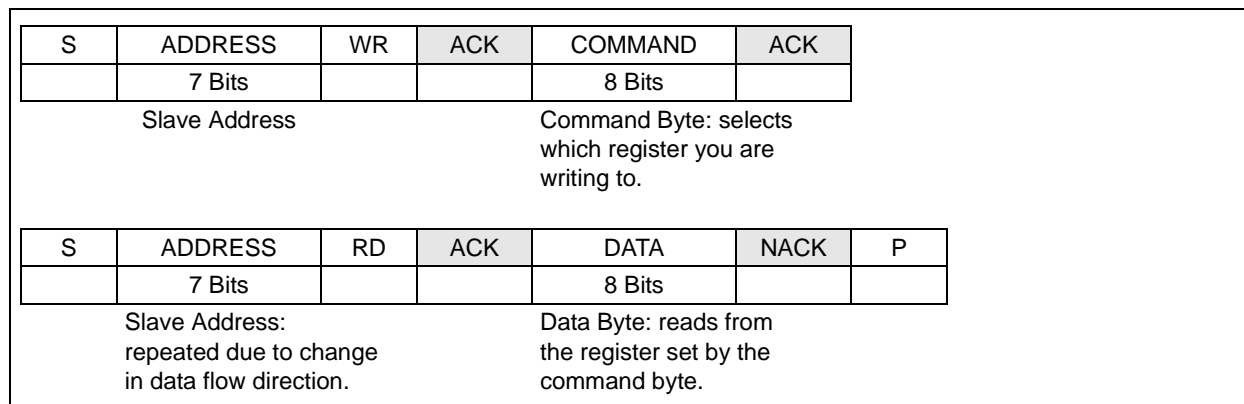 S ADDRESS WR ACK COMMAND ACK
7 Bits 8 Bits
Slave Address
Command Byte: selects
which register you are
writing to.
S ADDRESS RD ACK DATA NACK P
7 Bits 8 Bits
Slave Address:
repeated due to change
in data flow direction.
Data Byte: reads from
the register set by the
command byte.